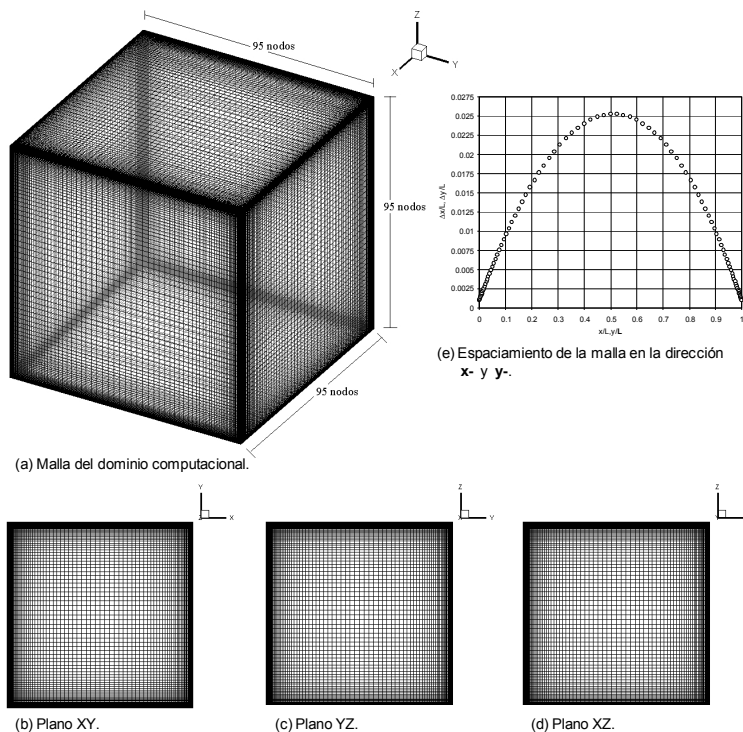 95 nodos
Z
X
Y
95 nodos
95 nodos
(a) Malla del dominio computacional.
0.0275
0.025
0.0225
0.02
0.0175
0.015
0.0125
0.01
0.0075
0.005
0.0025
0
0 0.1 0.2 0.3 0.4 0.5 0.6 0.7 0.8 0.9 1
Δx/L, Δy/L
x/L,y/L
(e) Espaciamiento de la malla en la dirección
x- y y-.
Y
Z
X
(b) Plano XY.
Z
X
Y
(c) Plano YZ.
Z
(d) Plano XZ.